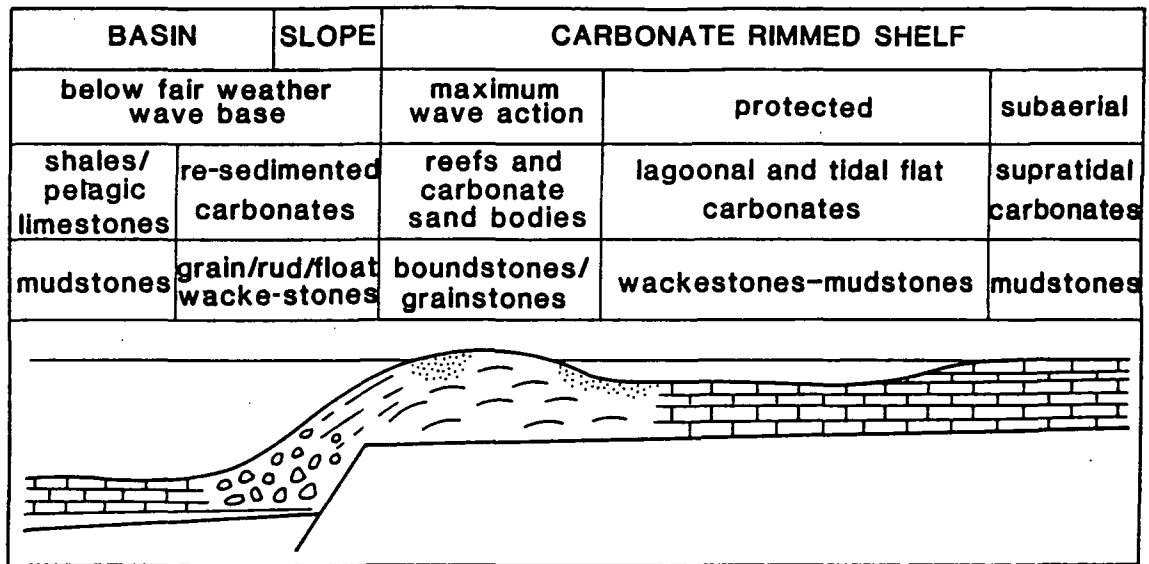 BASIN
SLOPE
CARBONATE RIMMED SHELF
below fair weather
wave base
maximum
wave action
protected
subaerial
shales/
pelagic
limestones
re-sedimented
carbonates
reefs and
carbonate
sand bodies
lagoonal and tidal flat
carbonates
supratidal
carbonates
mudstones
grain/rud/float
wacke-stones
boundstones/
grainstones
wackestones-mudstones
mudstones